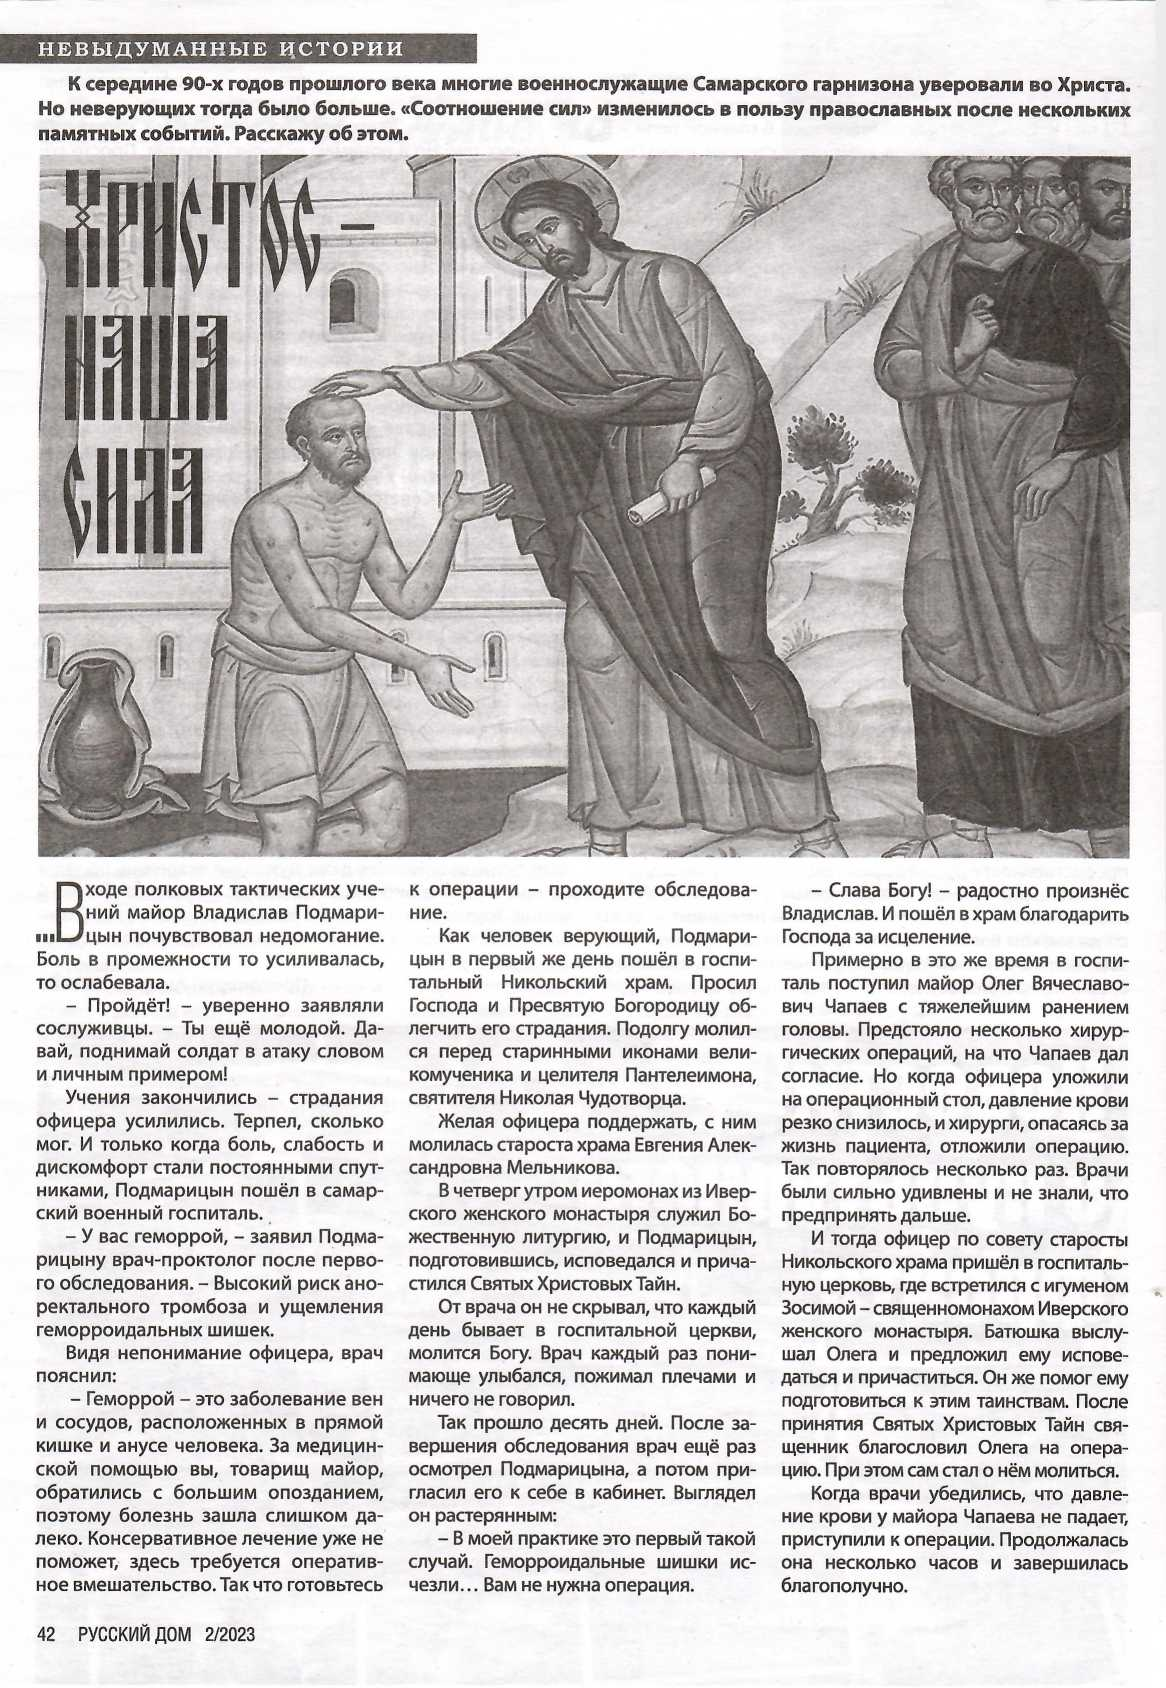 НЕВЫДУМАННЫЕ ИСТОРИИ
К середине 90-х годов прошлого века многие военнослужащие Самарского гарнизона уверовали во Христа.
Но неверующих тогда было больше. «Соотношение сил» изменилось в пользу православных после нескольких
памятных событий. Расскажу об этом.
ХРИСТОС –
НАША
СИЛА
...В ходе полковых тактических уче-
ний майор Владислав Подмари-
цын почувствовал недомогание.
Боль в промежности то усиливалась,
то ослабевала.
– Пройдёт! – уверенно заявляли
сослуживцы. – Ты ещё молодой. Да-
вай, поднимай солдат в атаку словом
и личным примером!
Учения закончились – страдания
офицера усилились. Терпел, сколько
мог. И только когда боль, слабость и
дискомфорт стали постоянными спут-
никами, Подмарицын пошёл в самар-
ский военный госпиталь.
– У вас геморрой, – заявил Подма-
рицыну врач-проктолог после перво-
го обследования. – Высокий риск ано-
ректального тромбоза и ущемления
геморроидальных шишек.
Видя непонимание офицера, врач
пояснил:
– Геморрой – это заболевание вен
и сосудов, расположенных в прямой
кишке и анусе человека. За медицин-
ской помощью вы, товарищ майор,
обратились с большим опозданием,
поэтому болезнь зашла слишком да-
леко. Консервативное лечение уже не
поможет, здесь требуется оператив-
ное вмешательство. Так что готовьтесь
к операции – проходите обследова-
ние.
Как человек верующий, Подмари-
цын в первый же день пошёл в госпи-
тальный Никольский храм. Просил
Господа и Пресвятую Богородицу об-
легчить его страдания. Подолгу молил-
ся перед старинными иконами вели-
комученика и целителя Пантелеимона,
святителя Николая Чудотворца.
Желая офицера поддержать, с ним
молилась староста храма Евгения Алек-
сандровна Мельникова.
В четверг утром иеромонах из Ивер-
ского женского монастыря служил Бо-
жественную литургию, и Подмарицын,
подготовившись, исповедался и прича-
стился Святых Христовых Тайн.
От врача он не скрывал, что каждый
день бывает в госпитальной церкви,
молится Богу. Врач каждый раз пони-
мающе улыбался, пожимал плечами и
ничего не говорил.
Так прошло десять дней. После за-
вершения обследования врач ещё раз
осмотрел Подмарицына, а потом при-
гласил его к себе в кабинет. Выглядел
он растерянным:
– В моей практике это первый такой
случай. Геморроидальные шишки ис-
чезли... Вам не нужна операция.
– Слава Богу! – радостно произнёс
Владислав. И пошёл в храм благодарить
Господа за исцеление.
Примерно в это же время в госпи-
таль поступил майор Олег Вячеславо-
вич Чапаев с тяжелейшим ранением
головы. Предстояло несколько хирур-
гических операций, на что Чапаев дал
согласие. Но когда офицера уложили
на операционный стол, давление крови
резко снизилось, и хирурги, опасаясь за
жизнь пациента, отложили операцию.
Так повторялось несколько раз. Врачи
были сильно удивлены и не знали, что
предпринять дальше.
И тогда офицер по совету старосты
Никольского храма пришёл в госпиталь-
ную церковь, где встретился с игуменом
Зосимой – священномонахом Иверского
женского монастыря. Батюшка выслу-
шал Олега и предложил ему испове-
даться и причаститься. Он же помог ему
подготовиться к этим таинствам. После
принятия Святых Христовых Тайн свя-
щенник благословил Олега на опера-
цию. При этом сам стал о нём молиться.
Когда врачи убедились, что давле-
ние крови у майора Чапаева не падает,
приступили к операции. Продолжалась
она несколько часов и завершилась
благополучно.
42 РУССКИЙ ДОМ 2/2023